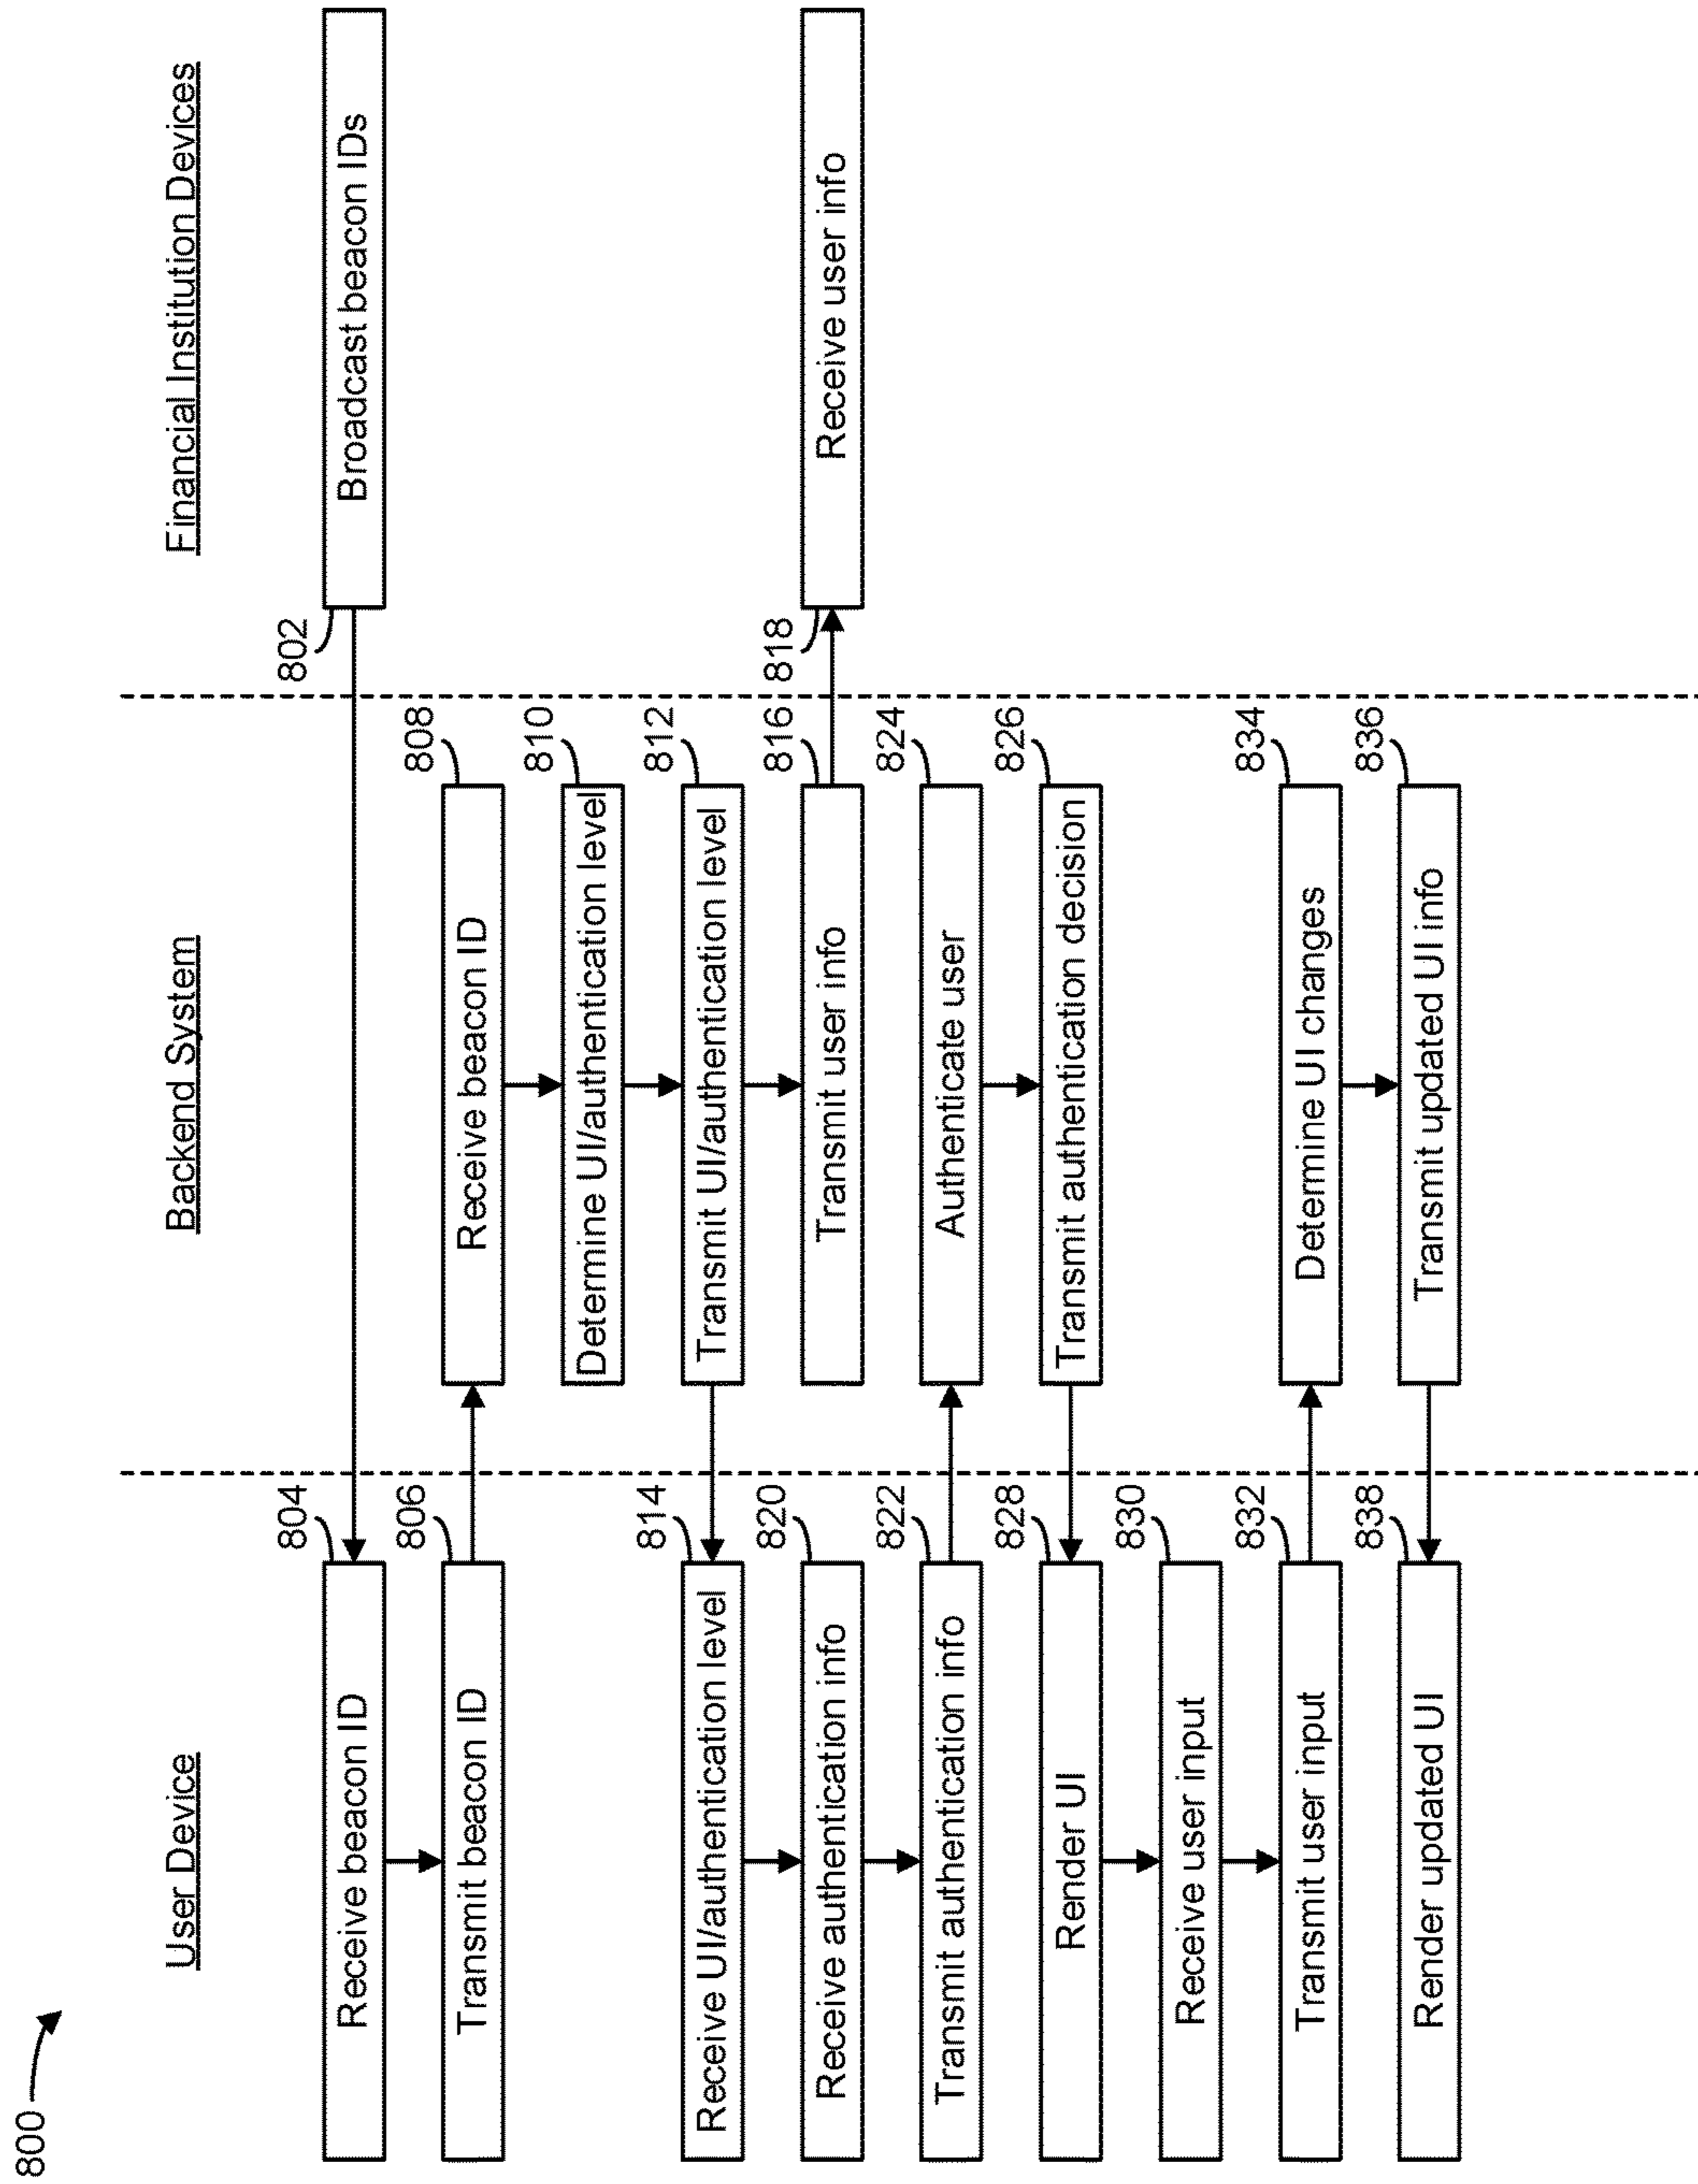 800
User Device
Backend System
Financial Institution Devices
802
Broadcast beacon IDs
804
Receive beacon ID
806
Transmit beacon ID
808
Receive beacon ID
810
Determine UI/authentication level
812
Transmit UI/authentication level
814
Receive UI/authentication level
816
Transmit user info
818
Receive user info
820
Receive authentication info
822
Transmit authentication info
824
Authenticate user
826
Transmit authentication decision
828
Render UI
830
Receive user input
832
Transmit user input
834
Determine UI changes
836
Transmit updated UI info
838
Render updated UI